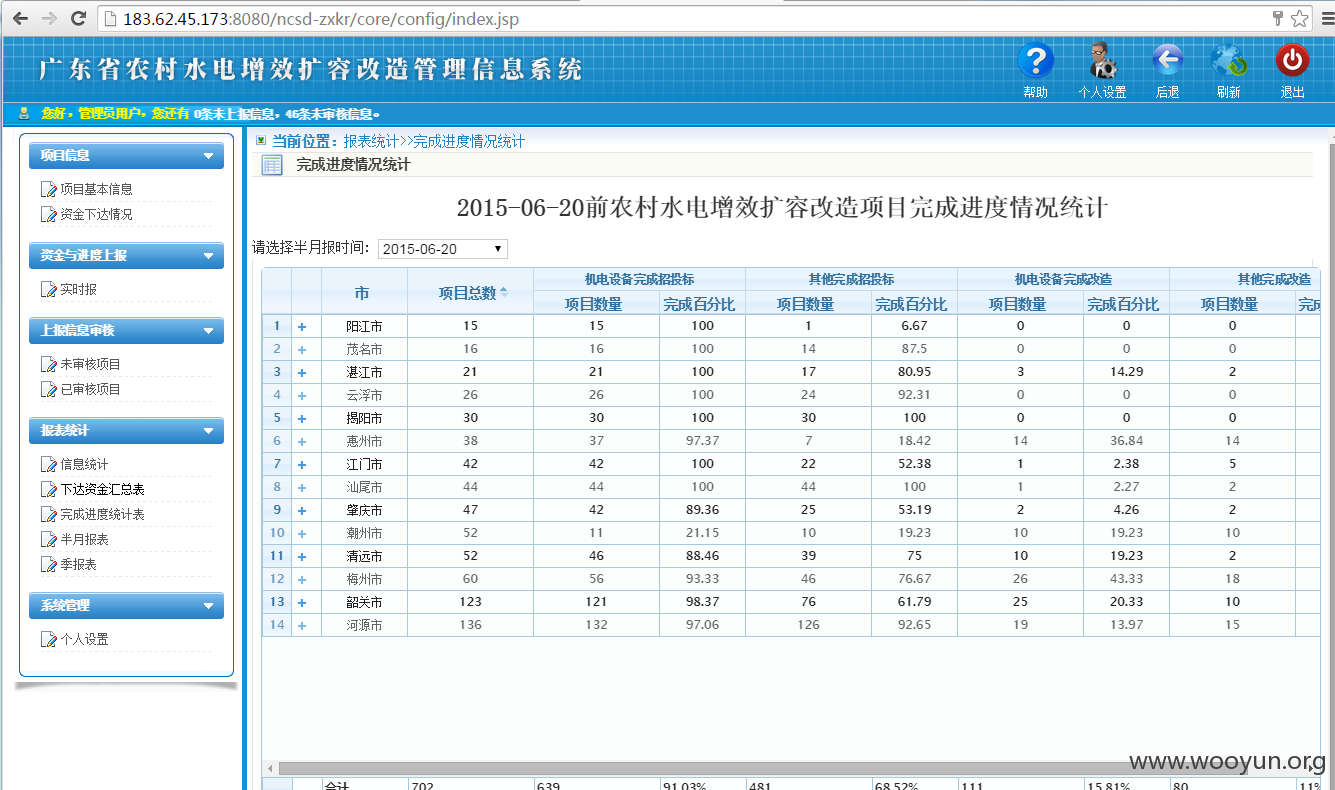 183.62.45.173:8080/ncsd-zxkr/core/config/index.jsp
广东省农村水电增效扩容改造管理信息系统
帮助 个人设置 后退 刷新 退出
您好，管理员用户，您还有 0条未上报信息，46条未审核信息。
项目信息
项目基本信息
资金下达情况
资金与进度上报
实时报
上报信息审核
未审核项目
已审核项目
报表统计
信息统计
下达资金汇总表
完成进度统计表
半月报表
季报表
系统管理
个人设置
当前位置：报表统计>>完成进度情况统计
完成进度情况统计
2015-06-20前农村水电增效扩容改造项目完成进度情况统计
请选择半月报时间： 2015-06-20
市 项目总数 机电设备完成招投标 其他完成招投标 机电设备完成改造 其他完成改造
项目数量 完成百分比 项目数量 完成百分比 项目数量 完成百分比 项目数量 完成
1 + 阳江市 15 15 100 1 6.67 0 0 0
2 + 茂名市 16 16 100 14 87.5 0 0 0
3 + 湛江市 21 21 100 17 80.95 3 14.29 2
4 + 云浮市 26 26 100 24 92.31 0 0 0
5 + 揭阳市 30 30 100 30 100 0 0 0
6 + 惠州市 38 37 97.37 7 18.42 14 36.84 14
7 + 江门市 42 42 100 22 52.38 1 2.38 5
8 + 汕尾市 44 44 100 44 100 1 2.27 2
9 + 肇庆市 47 42 89.36 25 53.19 2 4.26 2
10 + 潮州市 52 11 21.15 10 19.23 10 19.23 10
11 + 清远市 52 46 88.46 39 75 10 19.23 2
12 + 梅州市 60 56 93.33 46 76.67 26 43.33 18
13 + 韶关市 123 121 98.37 76 61.79 25 20.33 10
14 + 河源市 136 132 97.06 126 92.65 19 13.97 15
合计 702 639 91.03% 481 68.52% 111 15.81% 80 11%
www.wooyun.org